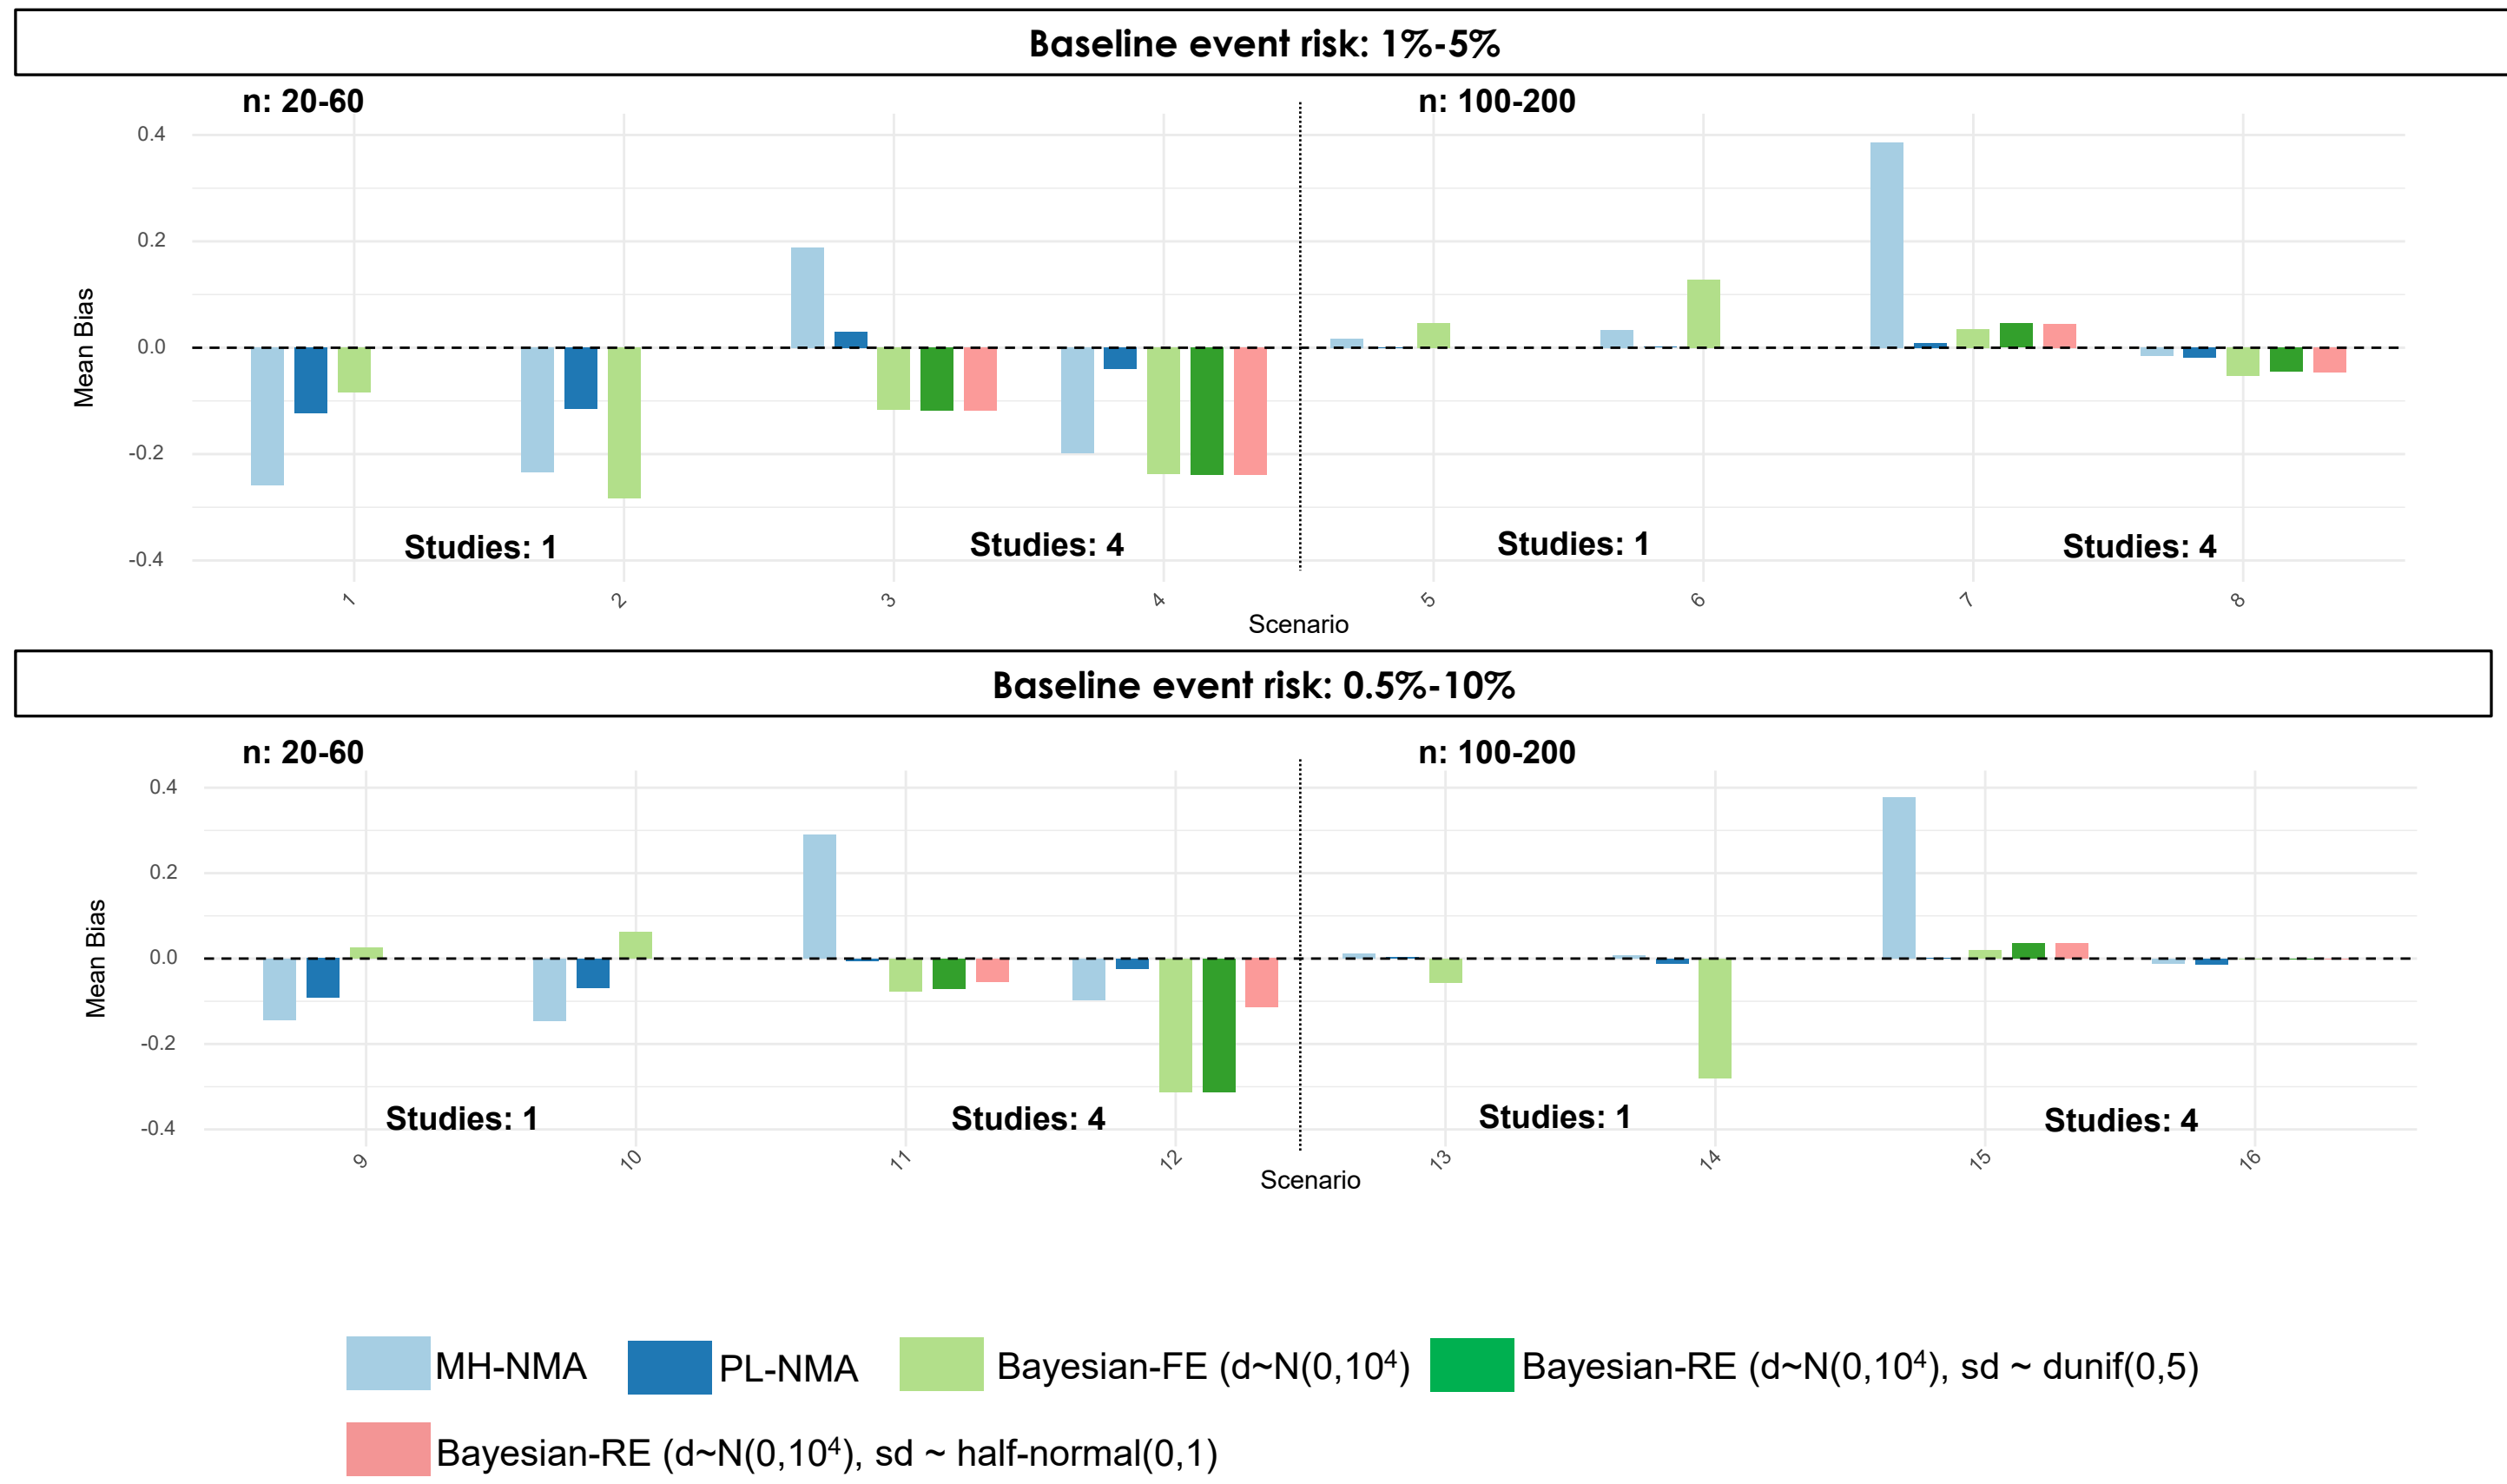 Baseline event risk: 1%-5%
n: 20-60
n: 100-200
0.4
0.2
0.0
-0.2
-0.4
Mean Bias
Studies: 1
Studies: 4
Studies: 1
Studies: 4
1
2
3
4
5
6
7
8
Scenario
Baseline event risk: 0.5%-10%
n: 20-60
n: 100-200
0.4
0.2
0.0
-0.2
-0.4
Mean Bias
Studies: 1
Studies: 4
Studies: 1
Studies: 4
9
10
11
12
13
14
15
16
Scenario
MH-NMA
PL-NMA
Bayesian-FE (d~N(0,10⁴)
Bayesian-RE (d~N(0,10⁴), sd ~ dunif(0,5)
Bayesian-RE (d~N(0,10⁴), sd ~ half-normal(0,1)